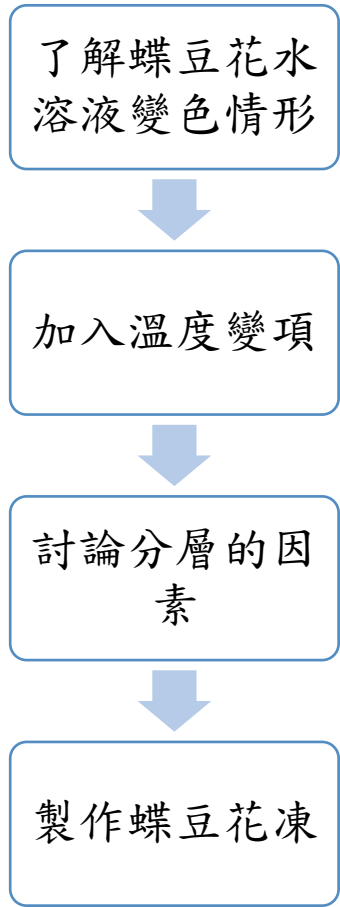 了解蝶豆花水
溶液變色情形
加入溫度變項
討論分層的因
素
製作蝶豆花凍